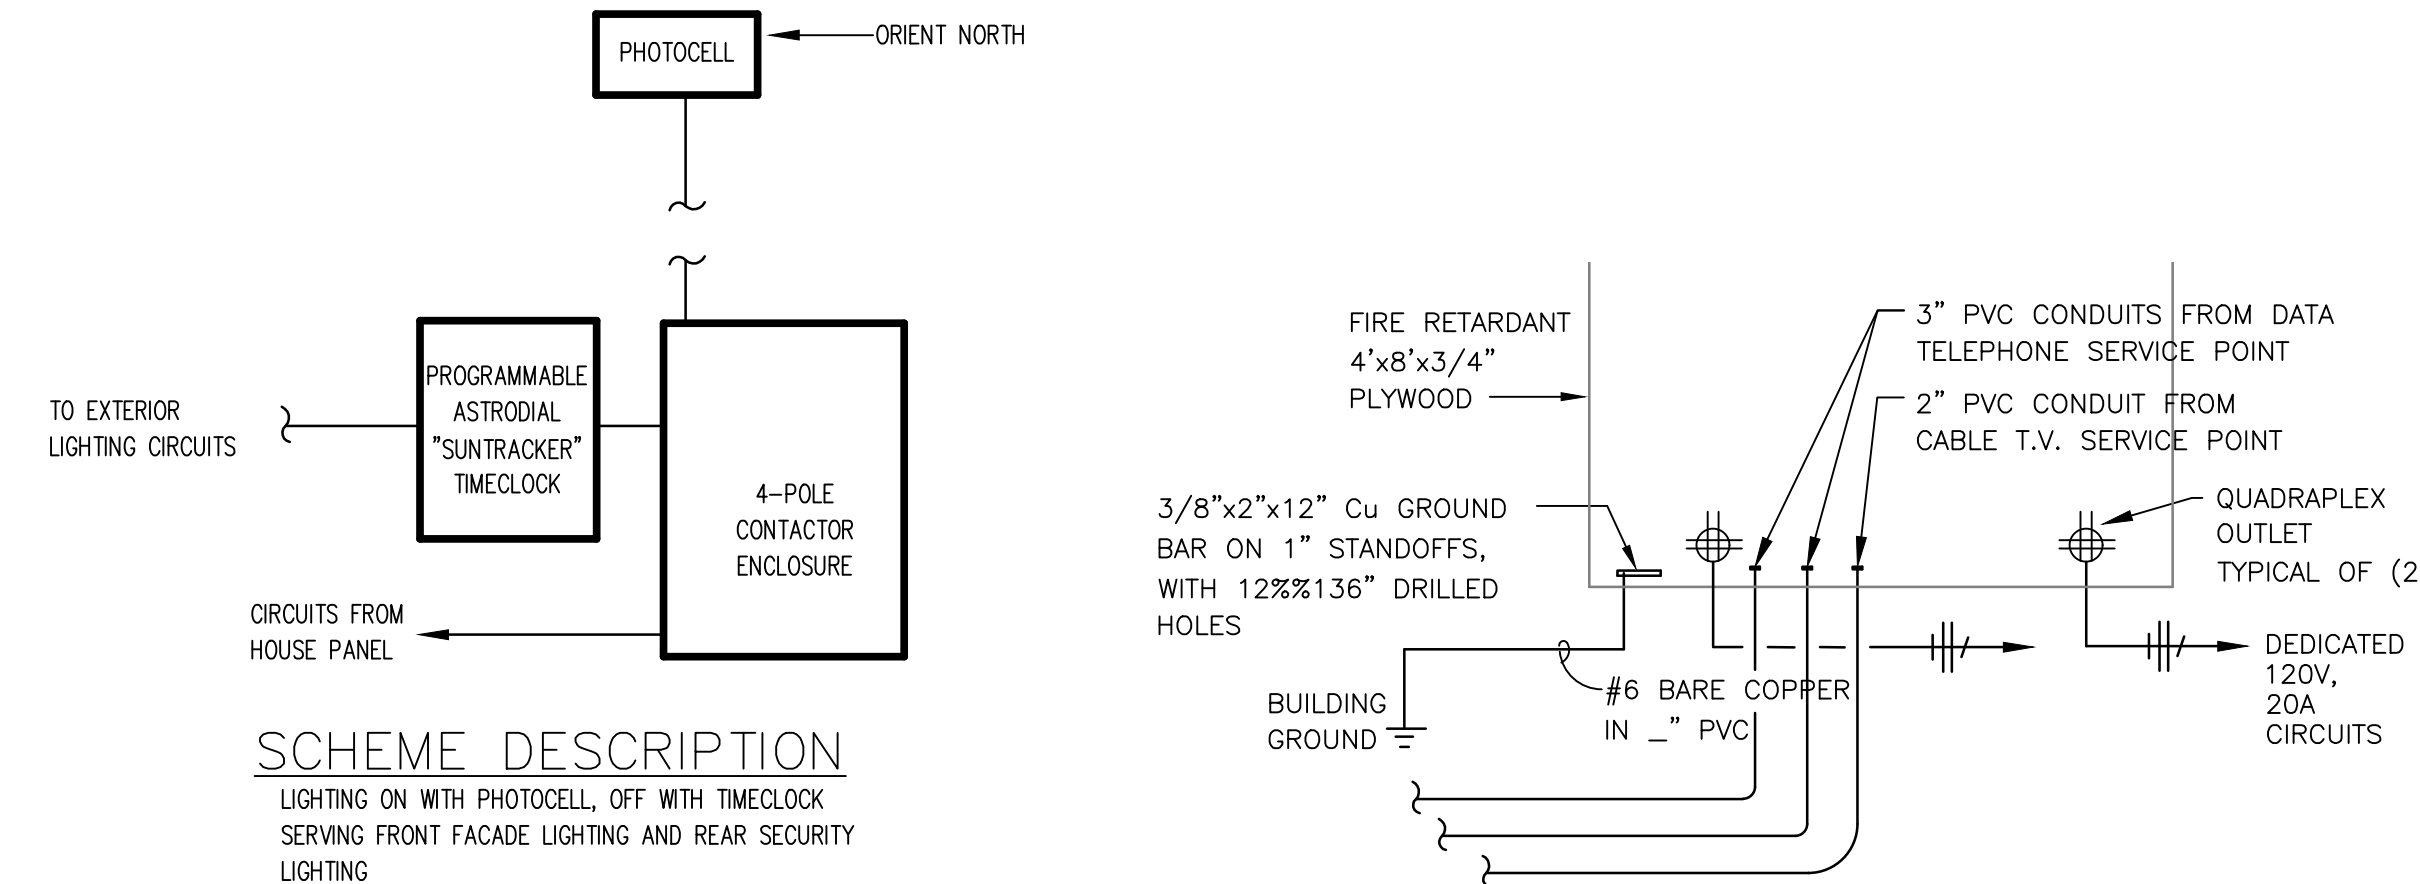 PHOTOCELL
ORIENT NORTH
TO EXTERIOR
LIGHTING CIRCUITS
PROGRAMMABLE
ASTRODIAL
"SUNTRACKER"
TIMECLOCK
4-POLE
CONTACTOR
ENCLOSURE
CIRCUITS FROM
HOUSE PANEL
SCHEME DESCRIPTION
LIGHTING ON WITH PHOTOCELL, OFF WITH TIMECLOCK
SERVING FRONT FACADE LIGHTING AND REAR SECURITY
LIGHTING
FIRE RETARDANT
4'x8'x3/4"
PLYWOOD
3" PVC CONDUITS FROM DATA
TELEPHONE SERVICE POINT
2" PVC CONDUIT FROM
CABLE T.V. SERVICE POINT
3/8"x2"x12" Cu GROUND
BAR ON 1" STANDOFFS,
WITH 12%%136" DRILLED
HOLES
QUADRAPLEX
OUTLET
TYPICAL OF (2
BUILDING
GROUND
#6 BARE COPPER
IN _" PVC
DEDICATED
120V,
20A
CIRCUITS